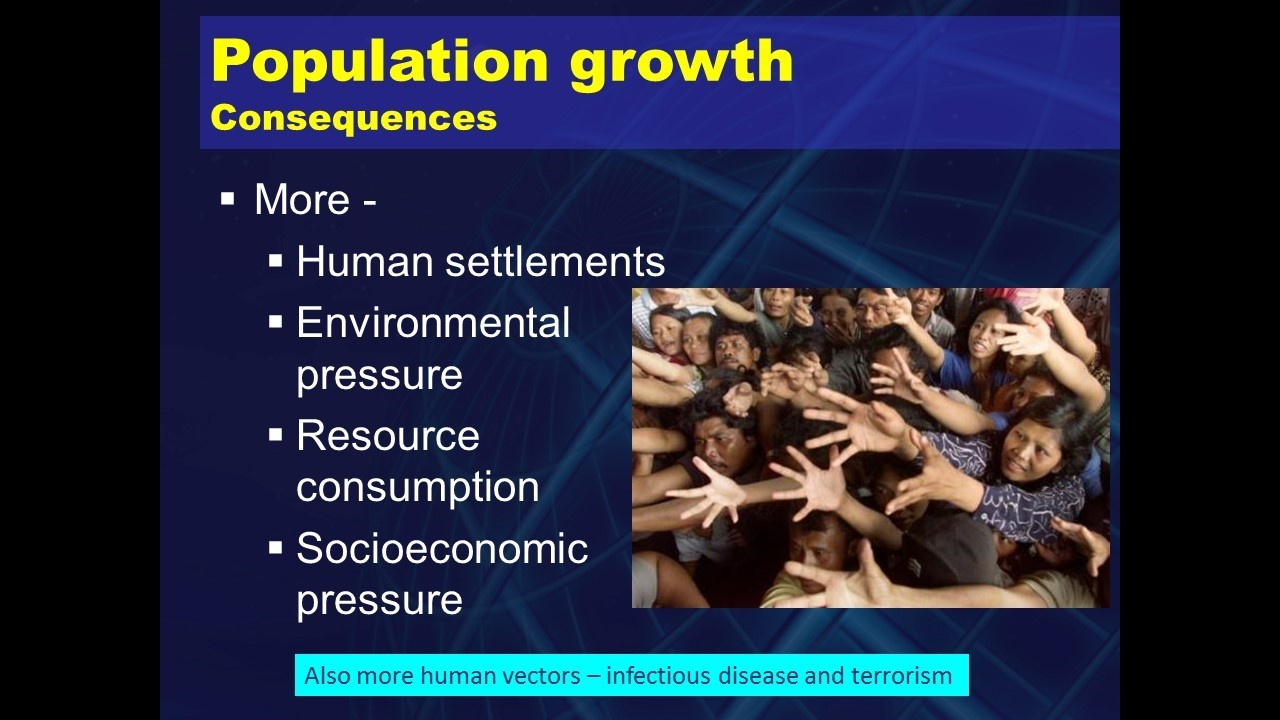 Population growth
Consequences
▪ More -
▪ Human settlements
▪ Environmental
pressure
▪ Resource
consumption
▪ Socioeconomic
pressure
Also more human vectors – infectious disease and terrorism